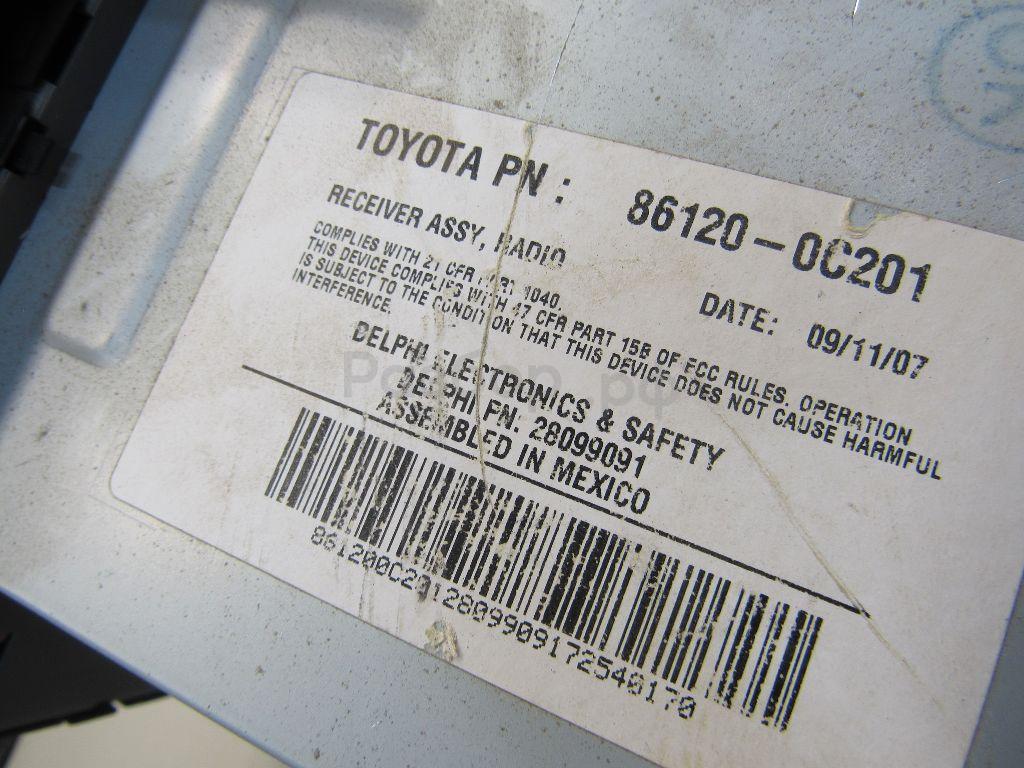 TOYOTA PN : 86120-0C201
RECEIVER ASSY, RADIO
DATE: 09/11/07
COMPLIES WITH 21 CFR PART 1040.
THIS DEVICE COMPLIES WITH 47 CFR PART 15B OF FCC RULES. OPERATION
IS SUBJECT TO THE CONDITION THAT THIS DEVICE DOES NOT CAUSE HARMFUL
INTERFERENCE.
DELPHI ELECTRONICS & SAFETY
DELPHI PN: 28099091
ASSEMBLED IN MEXICO
861200C2012809909172540170